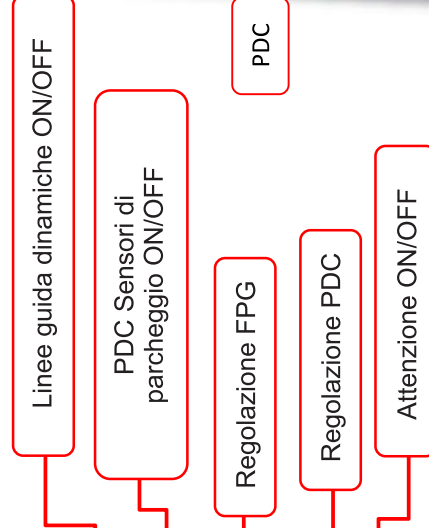 Linee guida dinamiche ON/OFF
PDC Sensori di
parcheggio ON/OFF
PDC
Regolazione FPG
Regolazione PDC
Attenzione ON/OFF